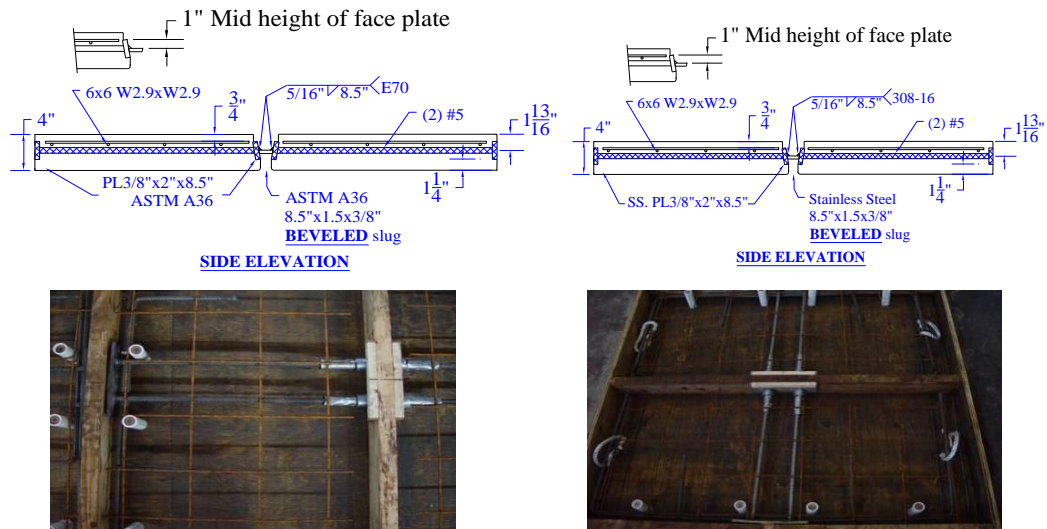 1" Mid height of face plate
6x6 W2.9xW2.9
3/4"
5/16" 8.5" E70
(2) #5
4"
1 13/16"
PL3/8"x2"x8.5"
ASTM A36
1 1/4"
ASTM A36
8.5"x1.5x3/8"
BEVELED slug
SIDE ELEVATION
1" Mid height of face plate
6x6 W2.9xW2.9
3/4"
5/16" 8.5" 308-16
(2) #5
4"
1 13/16"
SS. PL3/8"x2"x8.5"
1 1/4"
Stainless Steel
8.5"x1.5x3/8"
BEVELED slug
SIDE ELEVATION